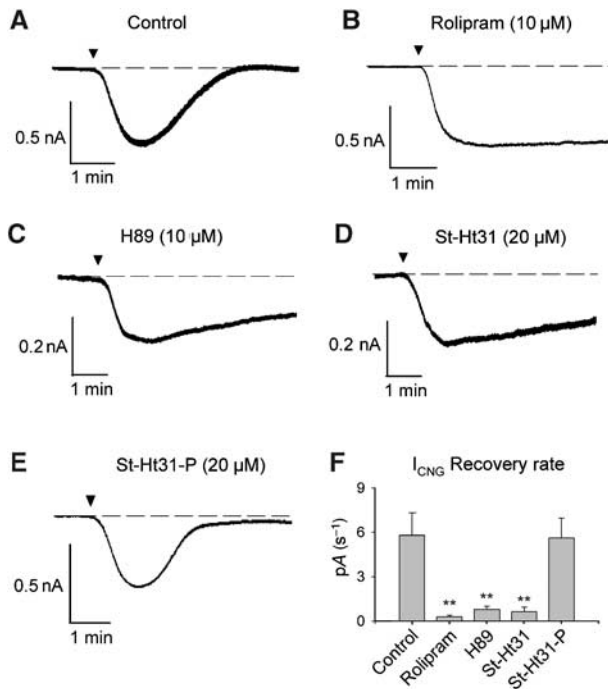 A
Control
0.5 nA
1 min
B
Rolipram (10 µM)
0.5 nA
1 min
C
H89 (10 µM)
0.2 nA
1 min
D
St-Ht31 (20 µM)
0.2 nA
1 min
E
St-Ht31-P (20 µM)
0.5 nA
1 min
F
I_CNG Recovery rate
pA (s⁻¹)
9
6
3
0
**
**
**
Control
Rolipram
H89
St-Ht31
St-Ht31-P